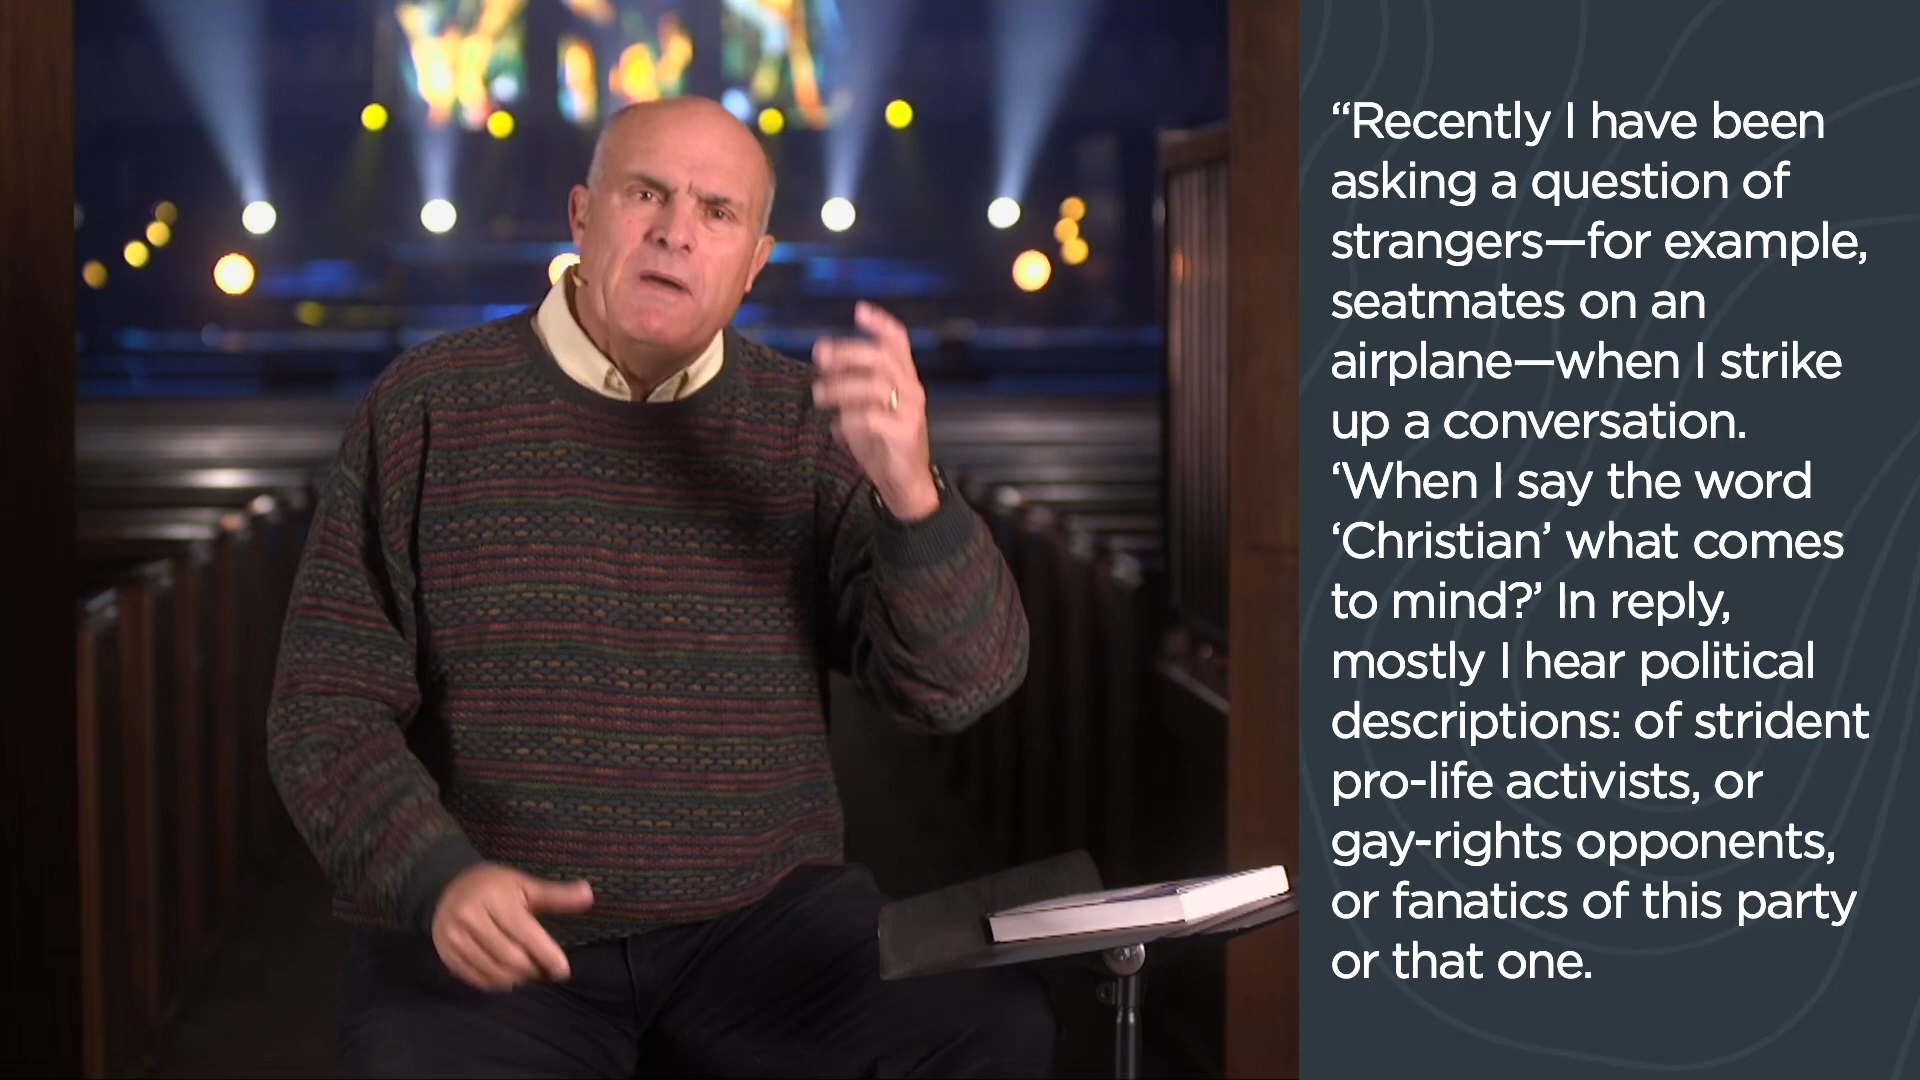 “Recently I have been
asking a question of
strangers—for example,
seatmates on an
airplane—when I strike
up a conversation.
‘When I say the word
‘Christian’ what comes
to mind?’ In reply,
mostly I hear political
descriptions: of strident
pro-life activists, or
gay-rights opponents,
or fanatics of this party
or that one.